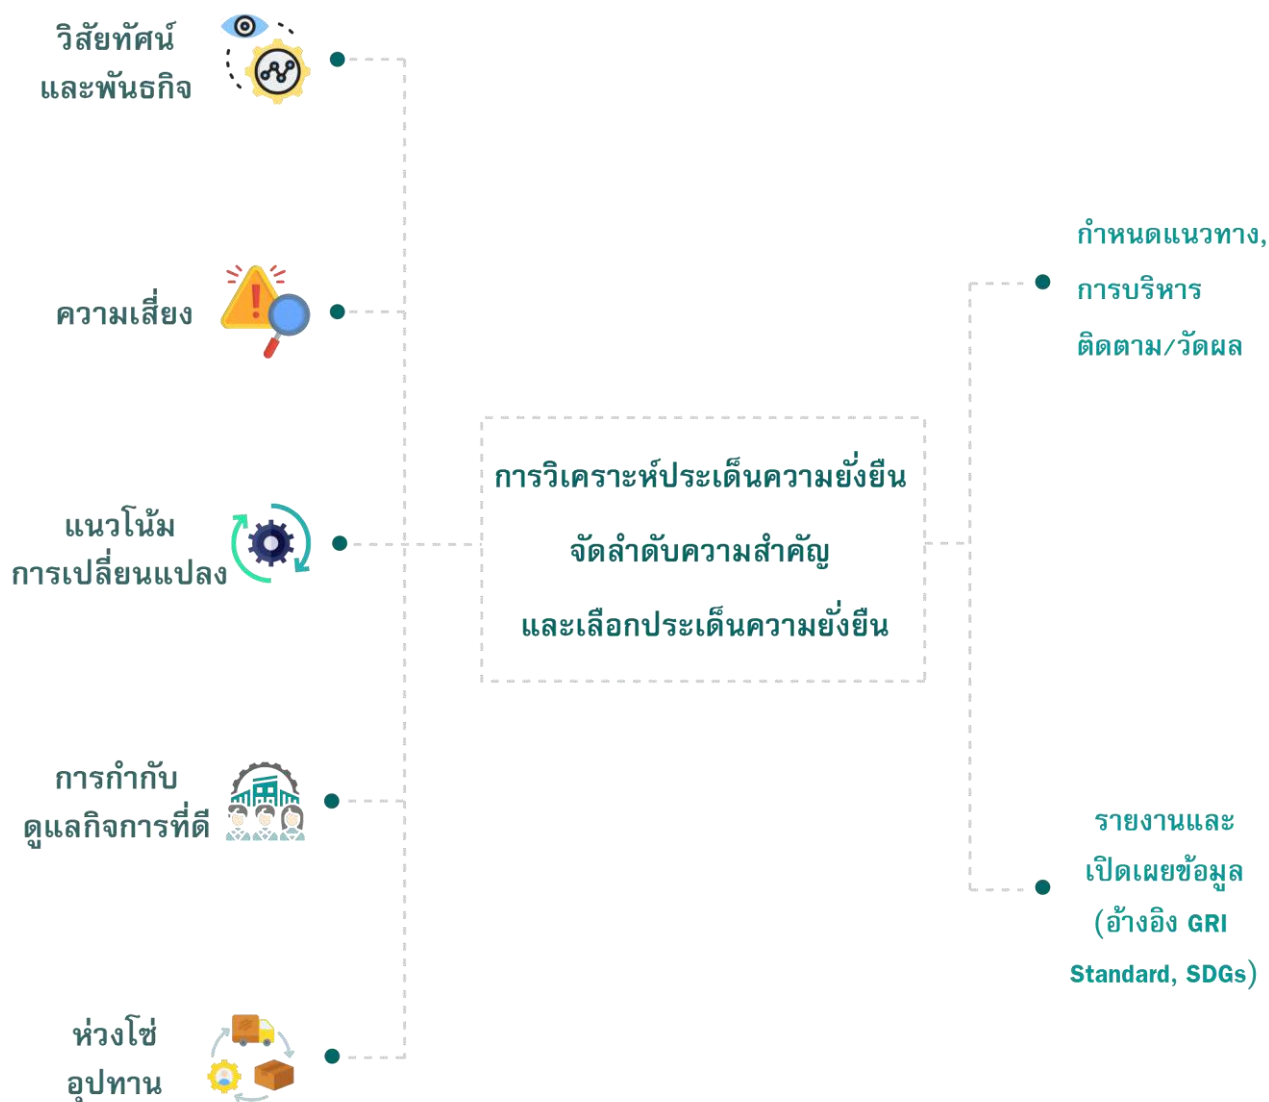 วิสัยทัศน์
และพันธกิจ
ความเสี่ยง
แนวโน้ม
การเปลี่ยนแปลง
การกำกับ
ดูแลกิจการที่ดี
ห่วงโซ่
อุปทาน
การวิเคราะห์ประเด็นความยั่งยืน
จัดลำดับความสำคัญ
และเลือกประเด็นความยั่งยืน
กำหนดแนวทาง,
การบริหาร
ติดตาม/วัดผล
รายงานและ
เปิดเผยข้อมูล
(อ้างอิง GRI
Standard, SDGs)